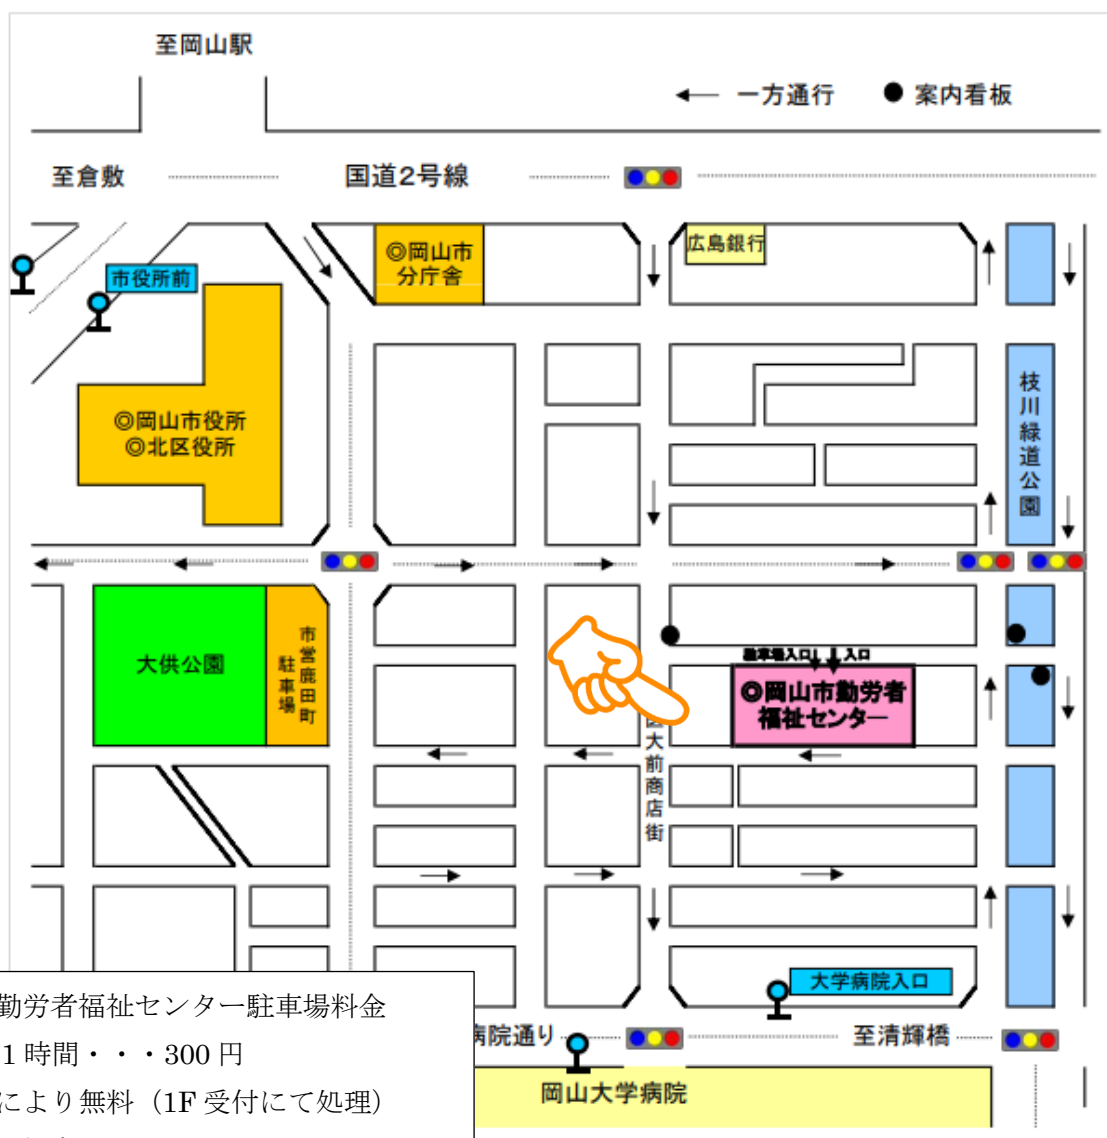 至岡山駅
一方通行
案内看板
至倉敷
国道2号線
◎岡山市
分庁舎
広島銀行
市役所前
◎岡山市役所
◎北区役所
枝川緑道公園
大供公園
市営鹿田町
駐車場
駐車場入口
入口
◎岡山市勤労者
福祉センター
大前商店街
大学病院入口
勤労者福祉センター駐車場料金
1時間・・・300円
により無料（1F受付にて処理）
病院通り
至清輝橋
岡山大学病院